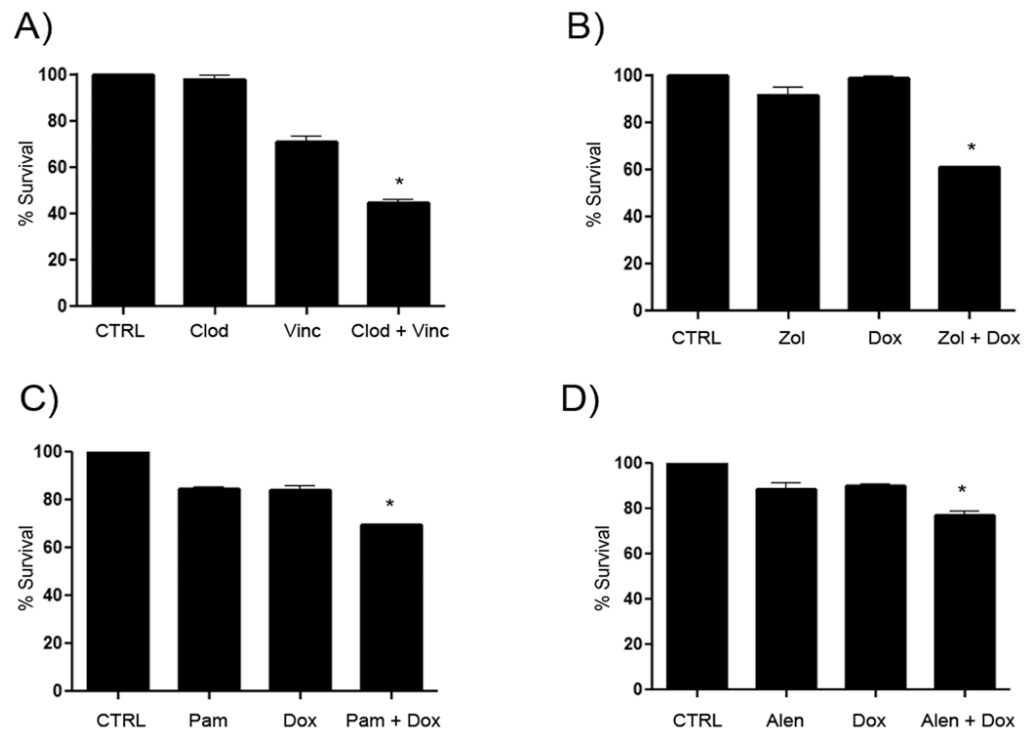 A)
% Survival
100
80
60
40
20
0
*
CTRL Clod Vinc Clod + Vinc
B)
% Survival
100
80
60
40
20
0
*
CTRL Zol Dox Zol + Dox
C)
% Survival
100
80
60
40
20
0
*
CTRL Pam Dox Pam + Dox
D)
% Survival
100
80
60
40
20
0
*
CTRL Alen Dox Alen + Dox